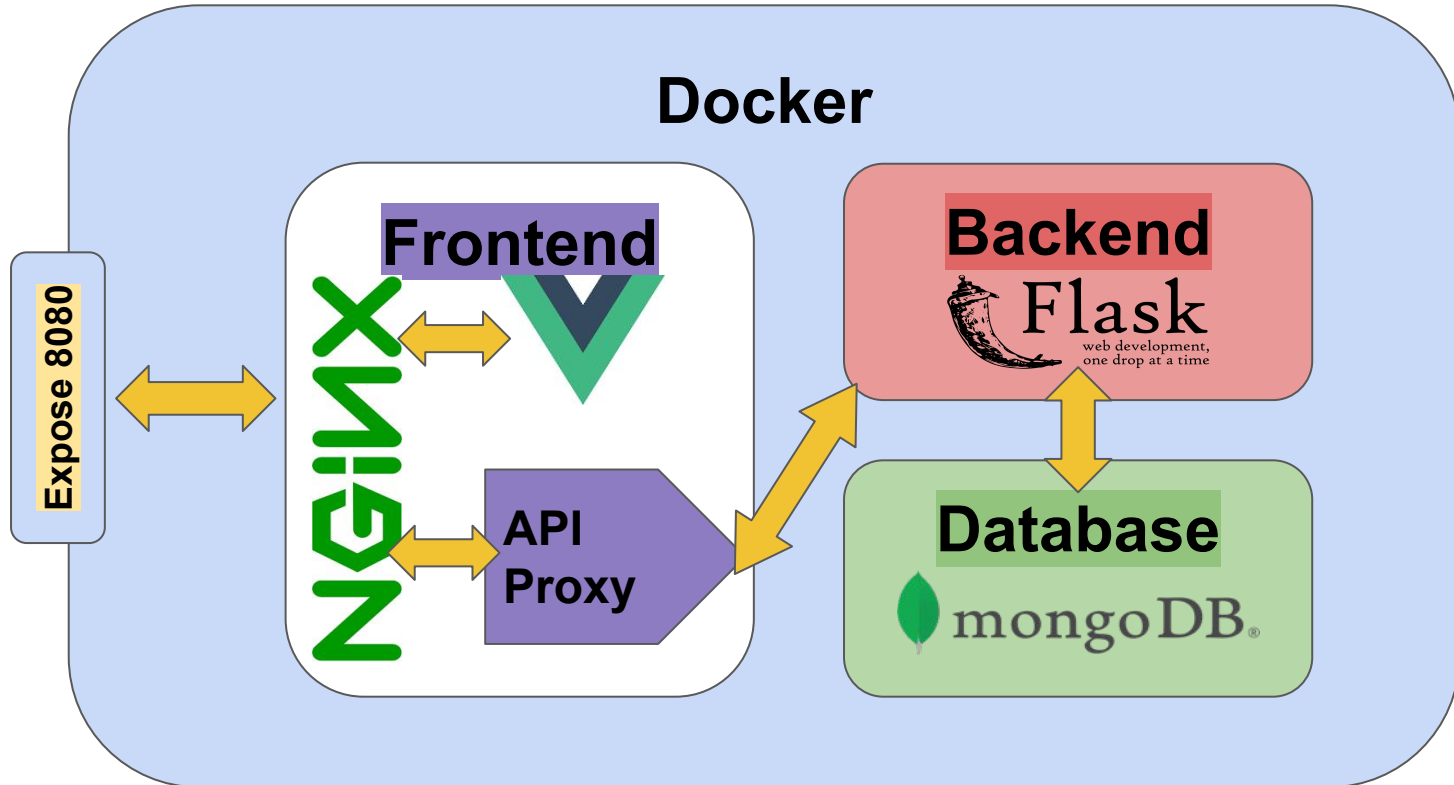 Docker
Expose 8080
Frontend
NGiNX
API
Proxy
Backend
Flask
web development,
one drop at a time
Database
mongoDB®